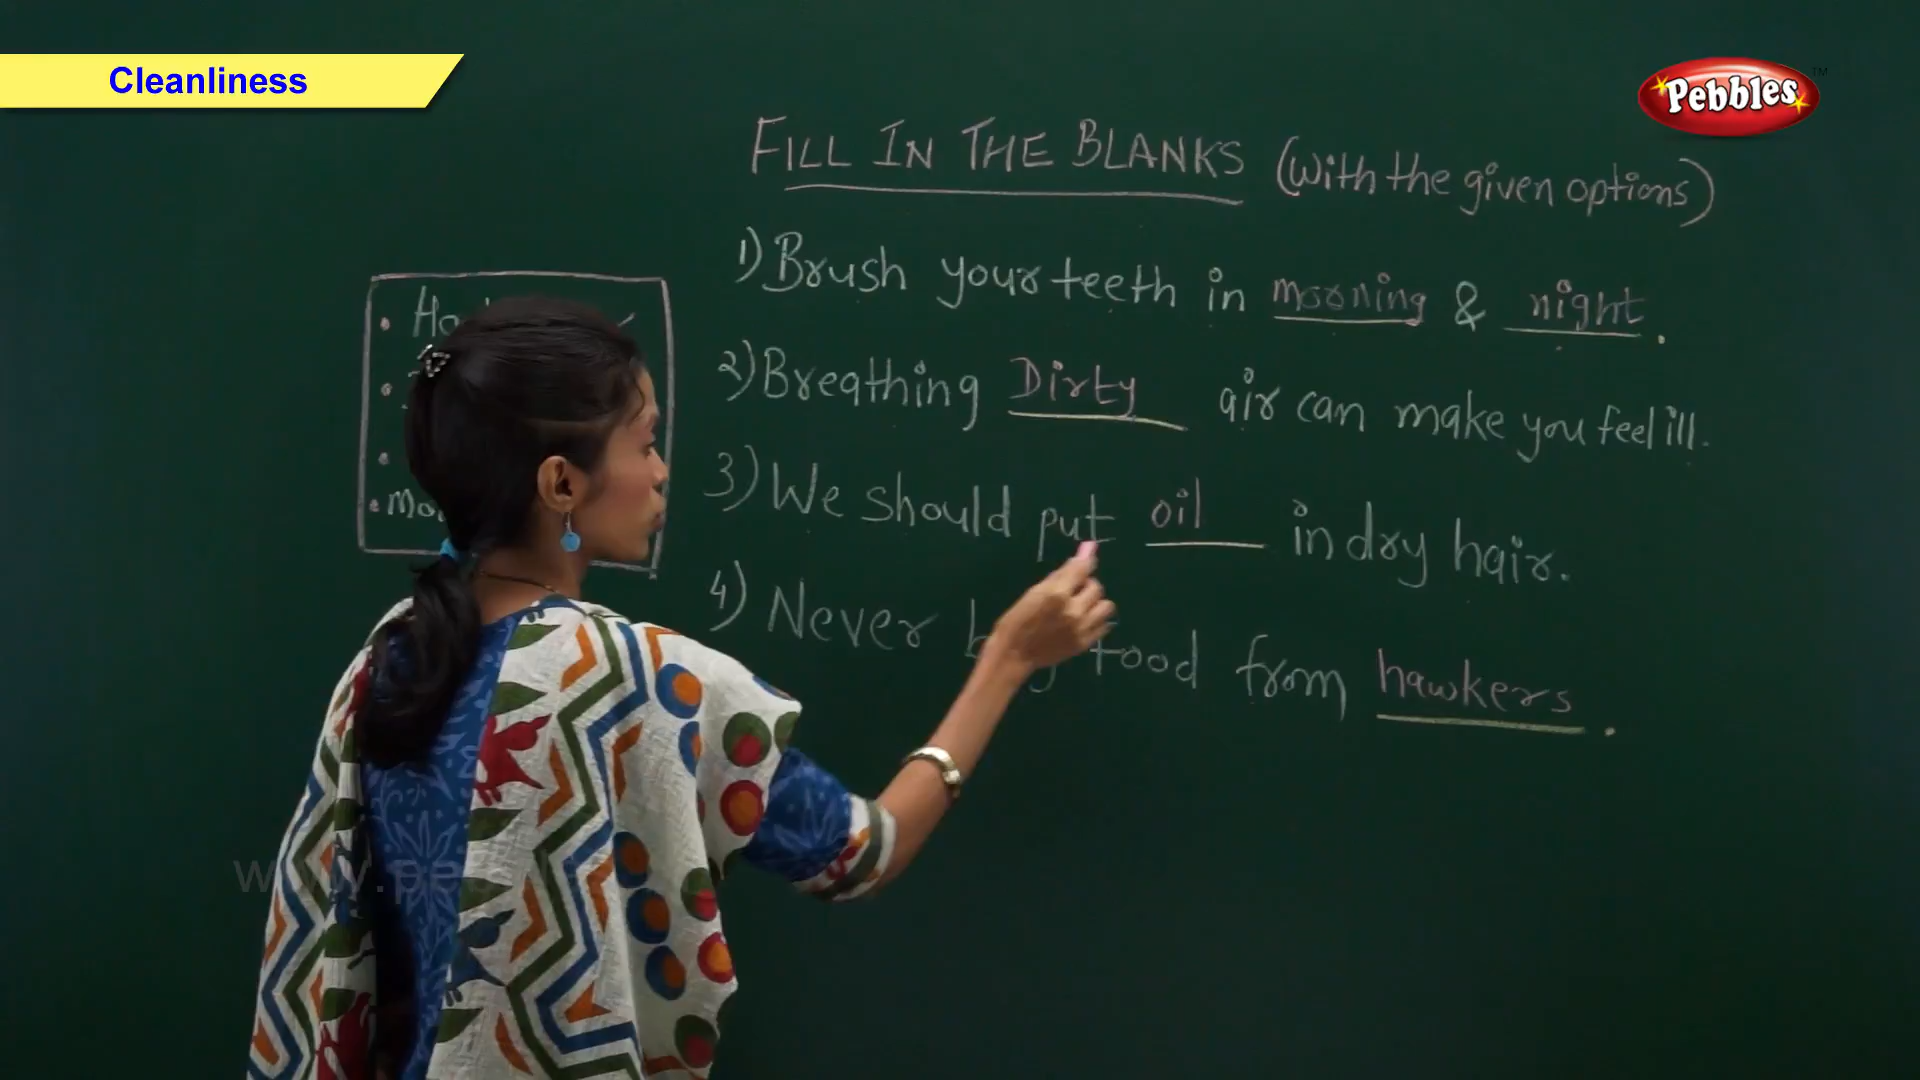 Cleanliness
Pebbles™
FILL IN THE BLANKS (With the given options)
1) Brush your teeth in morning & night.
2) Breathing Dirty air can make you feel ill.
3) We should put oil in dry hair.
4) Never food from hawkers.